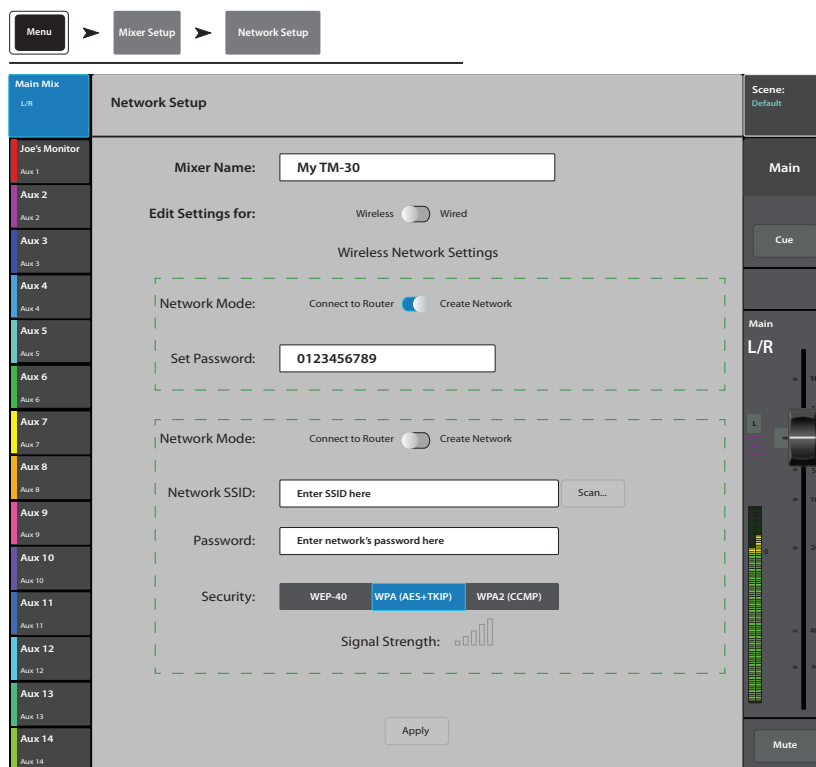 Menu
Mixer Setup
Network Setup
Main Mix
L/R
Network Setup
Scene:
Default
Joe's Monitor
Aux 1
Aux 2
Aux 2
Aux 3
Aux 3
Aux 4
Aux 4
Aux 5
Aux 5
Aux 6
Aux 6
Aux 7
Aux 7
Aux 8
Aux 8
Aux 9
Aux 9
Aux 10
Aux 10
Aux 11
Aux 11
Aux 12
Aux 12
Aux 13
Aux 13
Aux 14
Aux 14
Mixer Name:
My TM-30
Edit Settings for:
Wireless
Wired
Wireless Network Settings
Network Mode:
Connect to Router
Create Network
Set Password:
0123456789
Network Mode:
Connect to Router
Create Network
Network SSID:
Enter SSID here
Scan...
Password:
Enter network's password here
Security:
WEP-40
WPA (AES+TKIP)
WPA2 (CCMP)
Signal Strength:
Apply
Main
Cue
Main
L/R
L
0
Mute